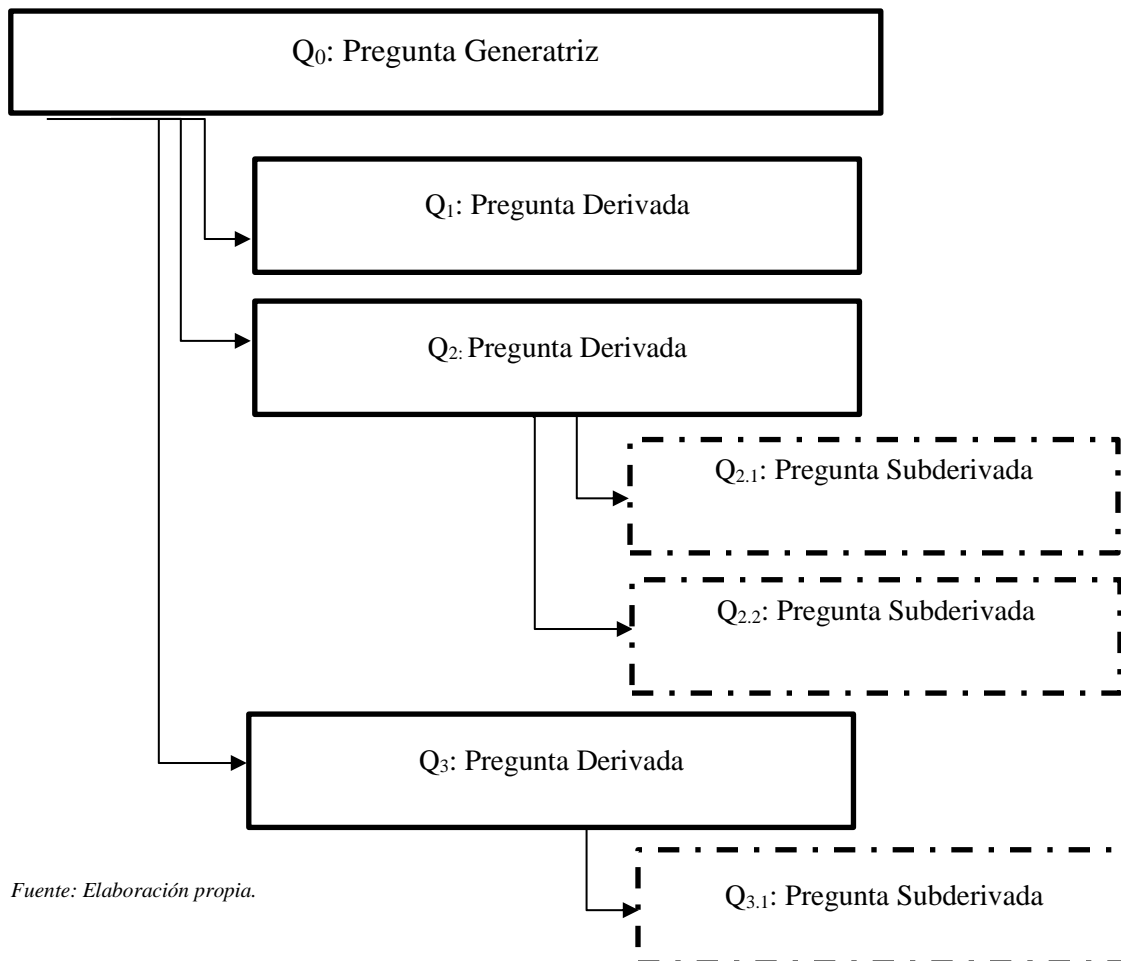 Q₀: Pregunta Generatriz
Q₁: Pregunta Derivada
Q₂: Pregunta Derivada
Q₂.₁: Pregunta Subderivada
Q₂.₂: Pregunta Subderivada
Q₃: Pregunta Derivada
Fuente: Elaboración propia.
Q₃.₁: Pregunta Subderivada